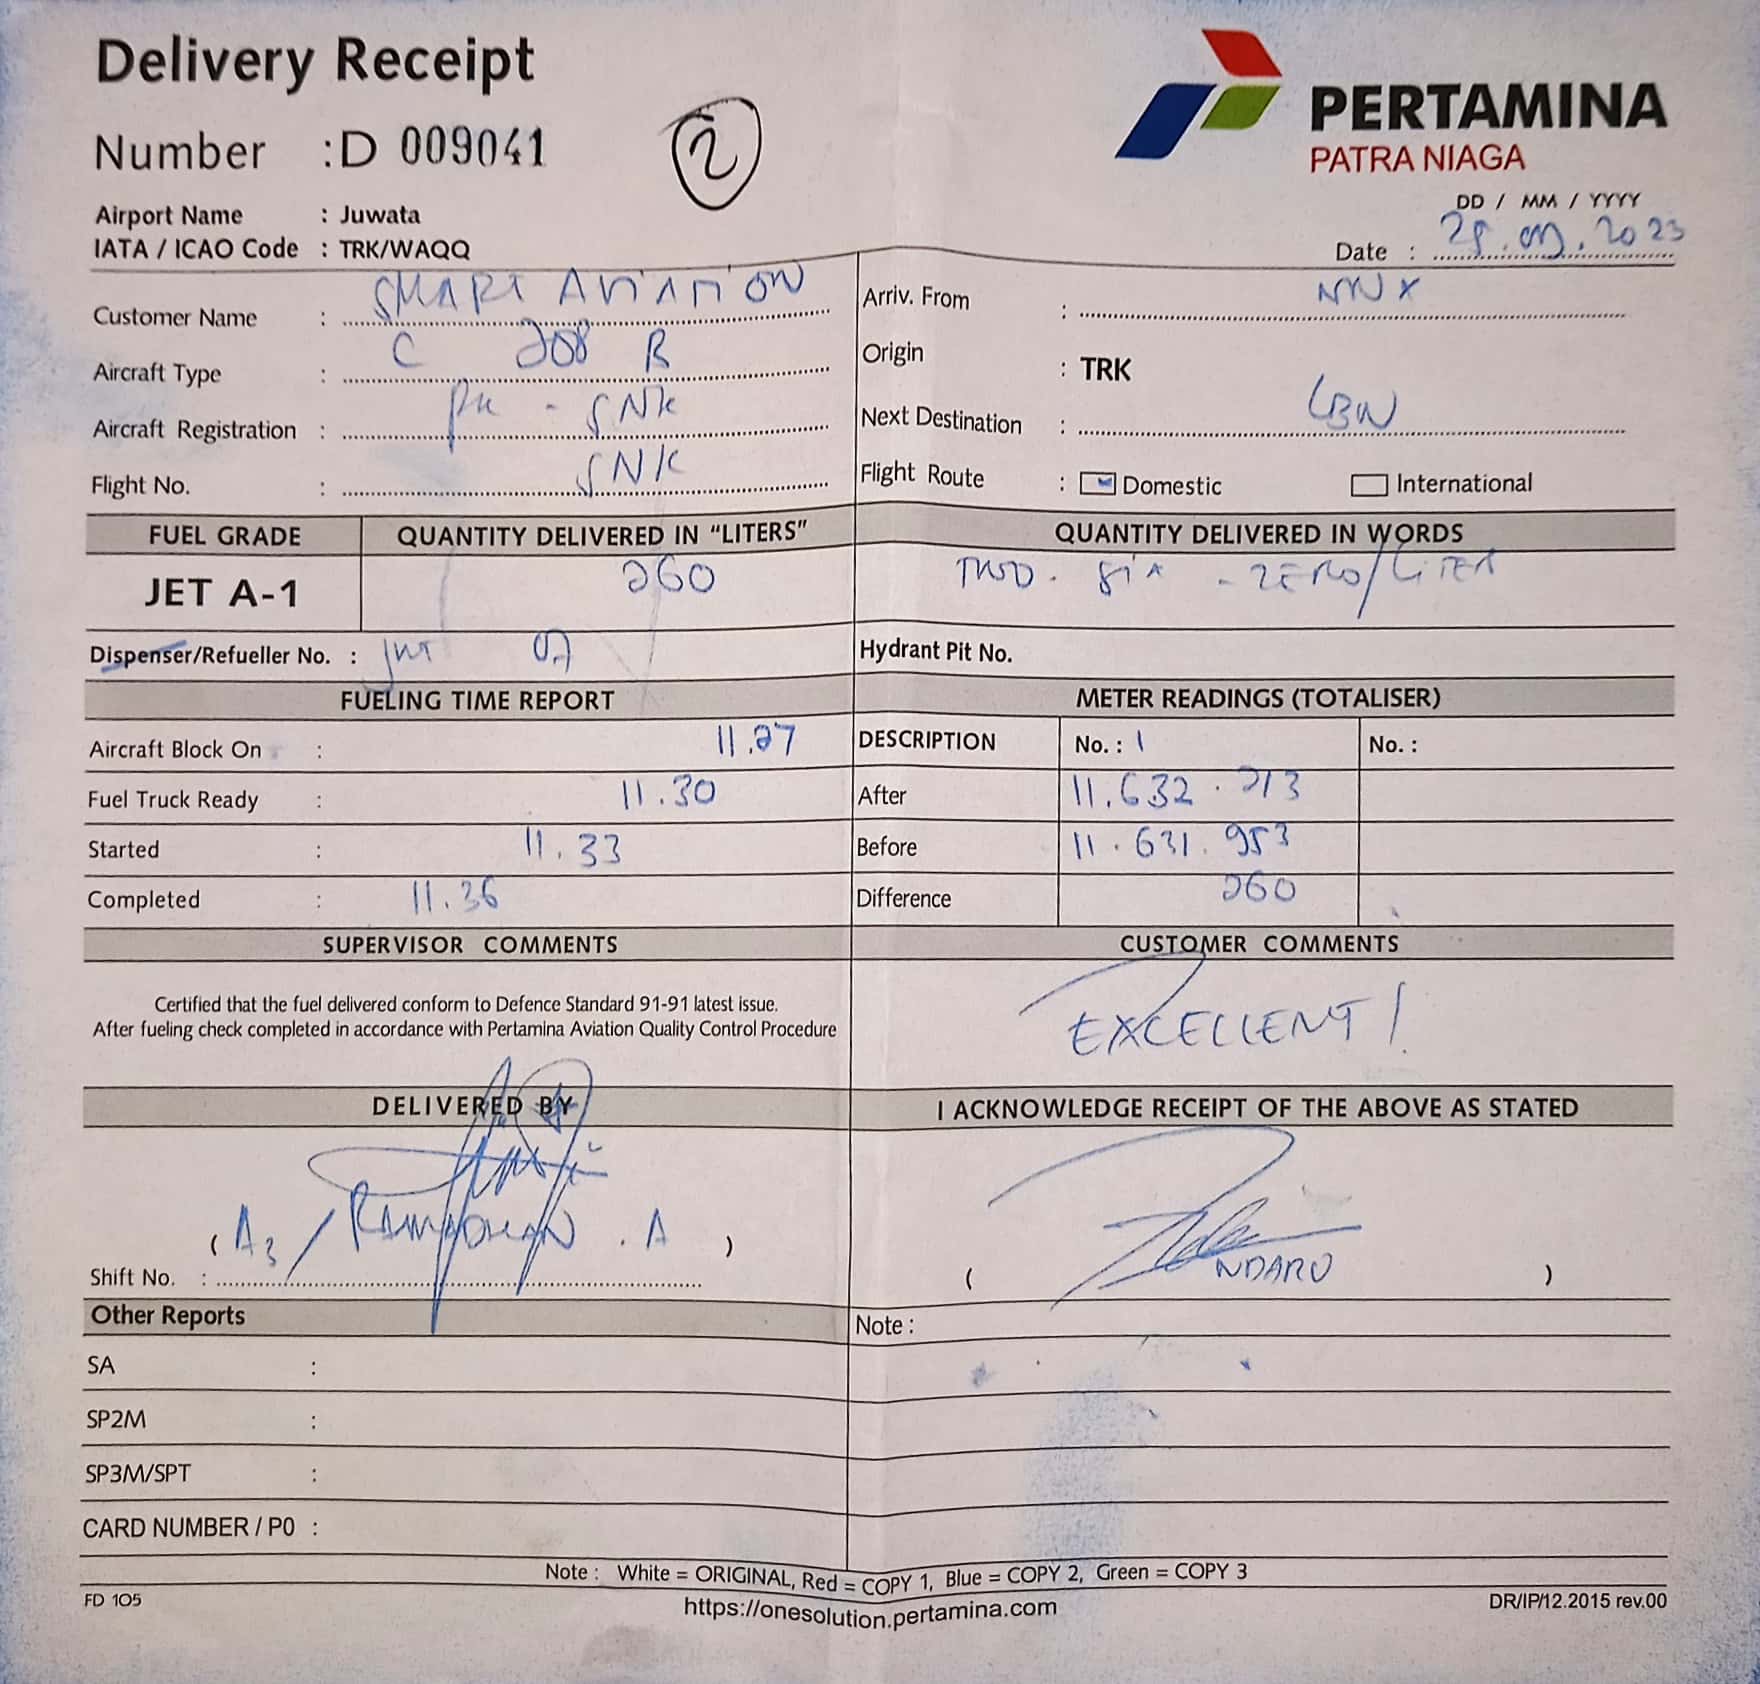 Delivery Receipt
Number : D 009041
2
PERTAMINA
PATRA NIAGA
Airport Name : Juwata
IATA / ICAO Code : TRK/WAQQ
DD / MM / YYYY
Date : .2023
Customer Name : SMART AVIATION
Arriv. From : NNX
Aircraft Type : C 208 B
Origin : TRK
Aircraft Registration : PK - SNK
Next Destination : LBW
Flight No. : SNK
Flight Route : Domestic International
FUEL GRADE QUANTITY DELIVERED IN "LITERS" QUANTITY DELIVERED IN WORDS
JET A-1 260 TWO - SIX - ZERO/LITER
Dispenser/Refueller No. : Hydrant Pit No.
FUELING TIME REPORT METER READINGS (TOTALISER)
Aircraft Block On : 11.27 DESCRIPTION No. : 1 No. :
Fuel Truck Ready : 11.30 After 11.632.213
Started : 11.33 Before 11.631.953
Completed : 11.36 Difference 260
SUPERVISOR COMMENTS CUSTOMER COMMENTS
Certified that the fuel delivered conform to Defence Standard 91-91 latest issue.
After fueling check completed in accordance with Pertamina Aviation Quality Control Procedure
EXCELLENT!
DELIVERED BY I ACKNOWLEDGE RECEIPT OF THE ABOVE AS STATED
( A3 / . A )
Shift No. :
( NDARU )
Other Reports Note :
SA :
SP2M :
SP3M/SPT :
CARD NUMBER / P0 :
Note : White = ORIGINAL, Red = COPY 1, Blue = COPY 2, Green = COPY 3
FD 105 https://onesolution.pertamina.com DR/IP/12.2015 rev.00